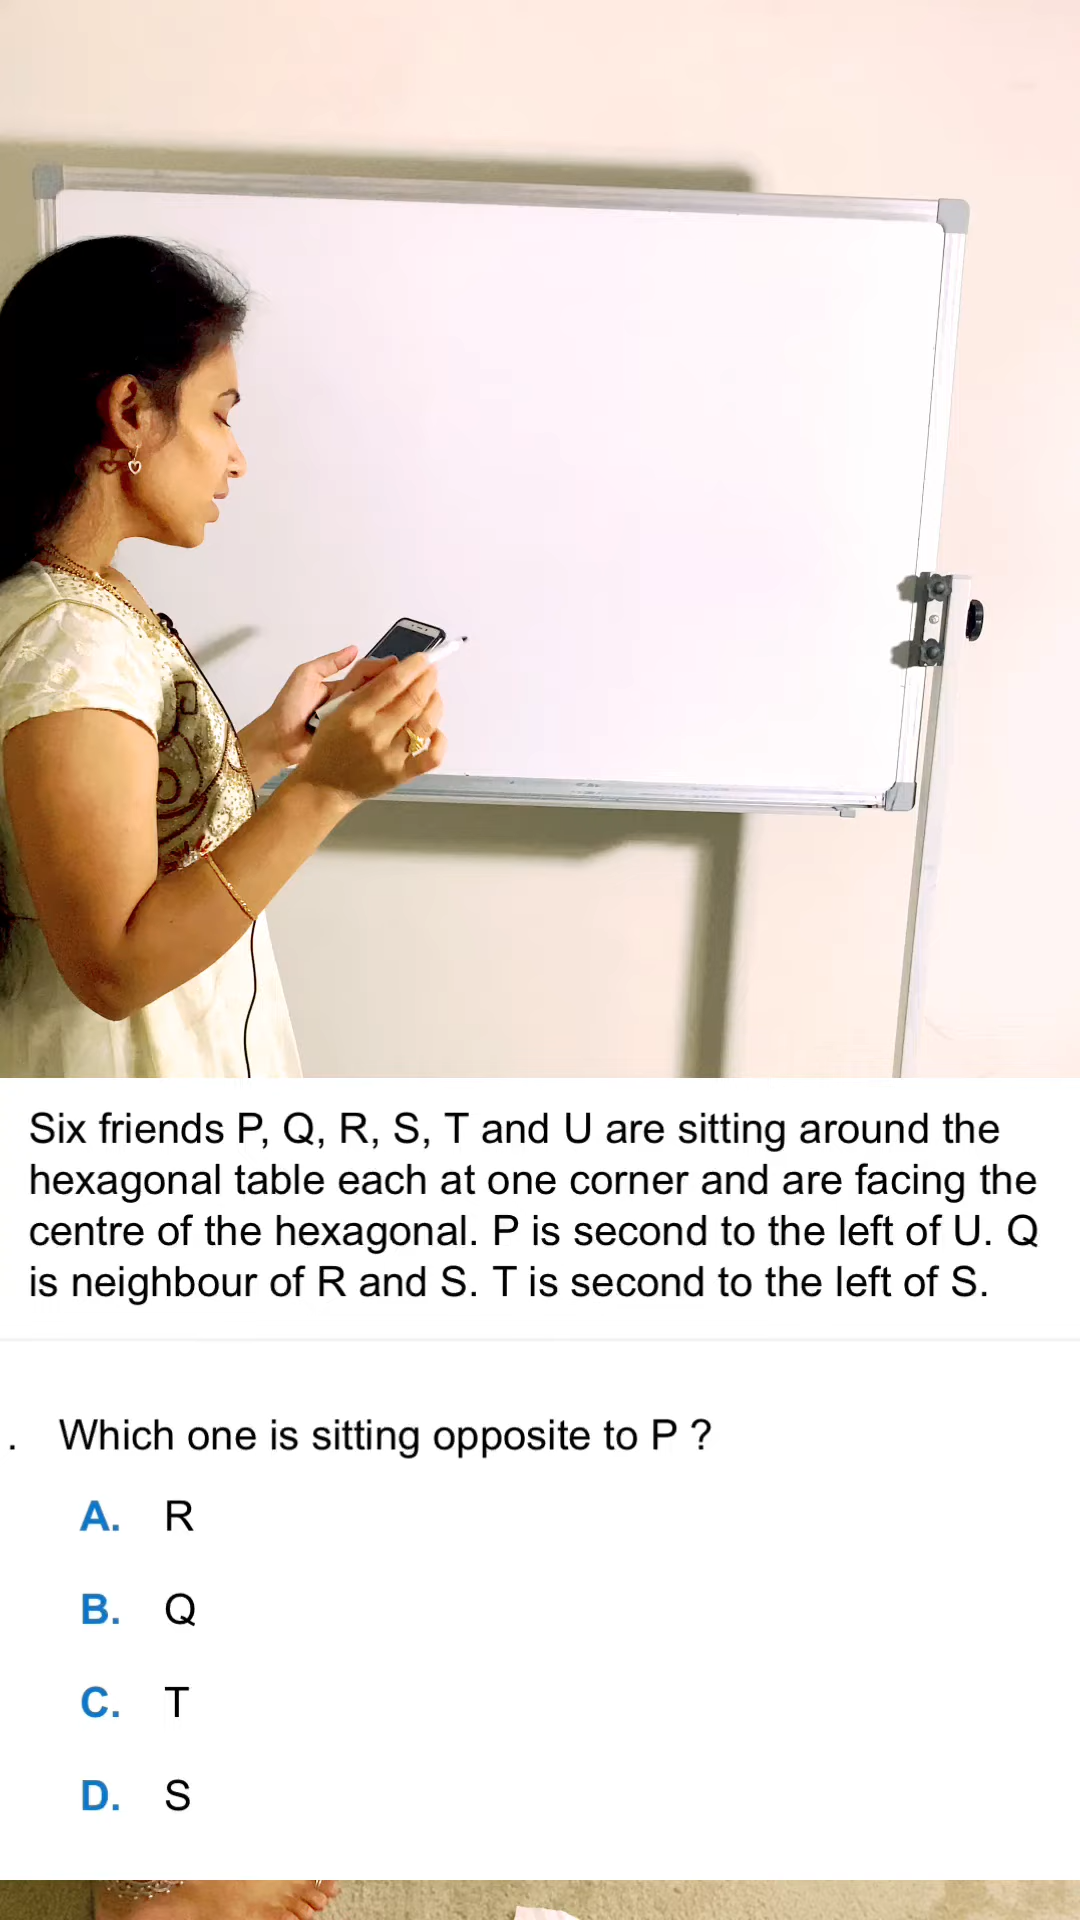 Six friends P, Q, R, S, T and U are sitting around the
hexagonal table each at one corner and are facing the
centre of the hexagonal. P is second to the left of U. Q
is neighbour of R and S. T is second to the left of S.
. Which one is sitting opposite to P ?
A. R
B. Q
C. T
D. S